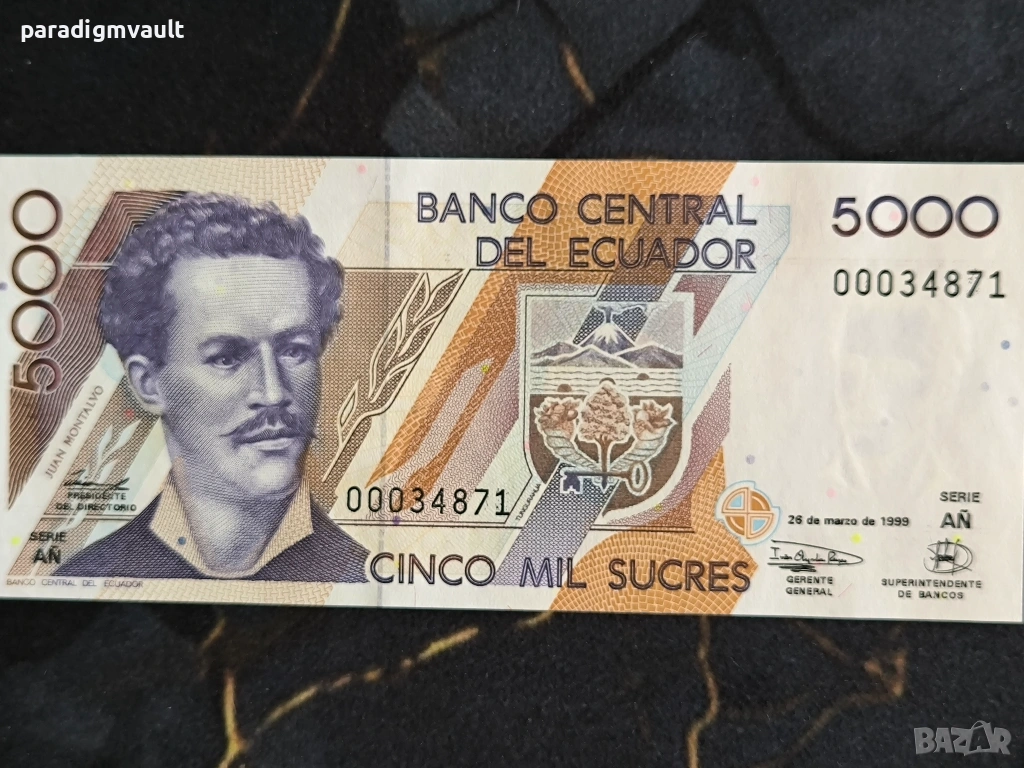 paradigmvault
5000
JUAN MONTALVO
PRESIDENTE
DEL DIRECTORIO
SERIE
AÑ
BANCO CENTRAL DEL ECUADOR
BANCO CENTRAL
DEL ECUADOR
5000
00034871
TUNGURAHUA
00034871
CINCO MIL SUCRES
26 de marzo de 1999
SERIE
AÑ
GERENTE
GENERAL
SUPERINTENDENTE
DE BANCOS
BAZAR